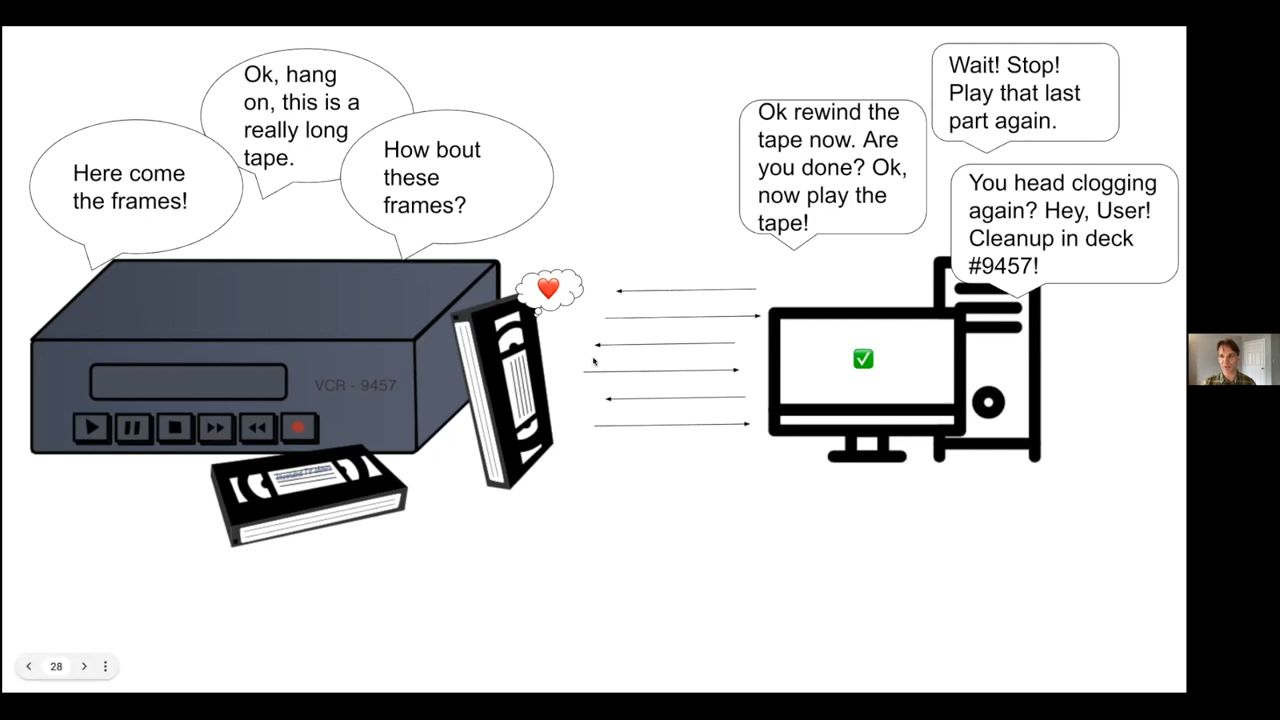 Ok, hang
on, this is a
really long
tape.
Here come
the frames!
How bout
these
frames?
Ok rewind the
tape now. Are
you done? Ok,
now play the
tape!
Wait! Stop!
Play that last
part again.
You head clogging
again? Hey, User!
Cleanup in deck
#9457!
VCR - 9457
28